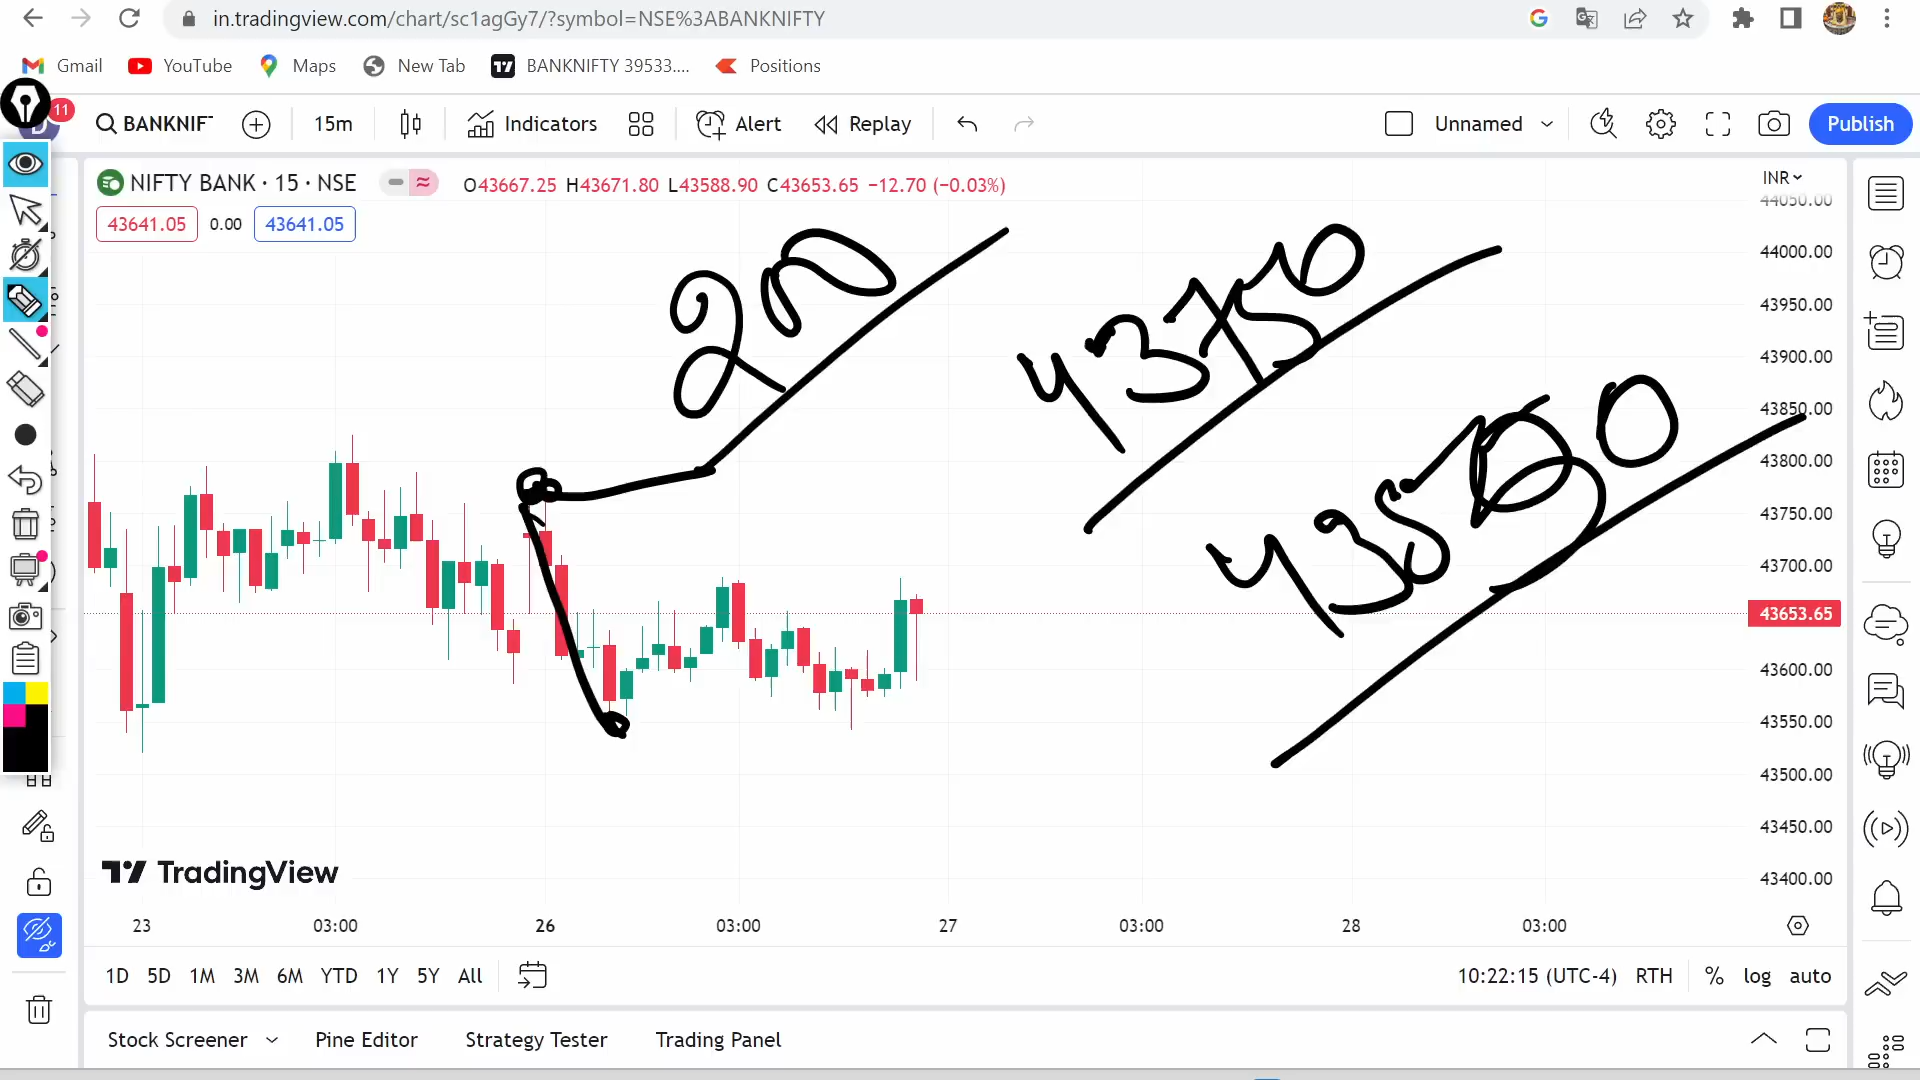 in.tradingview.com/chart/sc1agGy7/?symbol=NSE%3ABANKNIFTY
Gmail YouTube Maps New Tab BANKNIFTY 39533.... Positions
11 BANKNIF 15m Indicators Alert Replay Unnamed Publish
NIFTY BANK · 15 · NSE O43667.25 H43671.80 L43588.90 C43653.65 −12.70 (−0.03%) INR
43641.05 0.00 43641.05
44050.00
44000.00
43950.00
43900.00
43850.00
43800.00
43750.00
43700.00
43653.65
43600.00
43550.00
43500.00
43450.00
43400.00
43750
TradingView
23 03:00 26 03:00 27 03:00 28 03:00
1D 5D 1M 3M 6M YTD 1Y 5Y All 10:22:15 (UTC-4) RTH % log auto
Stock Screener Pine Editor Strategy Tester Trading Panel